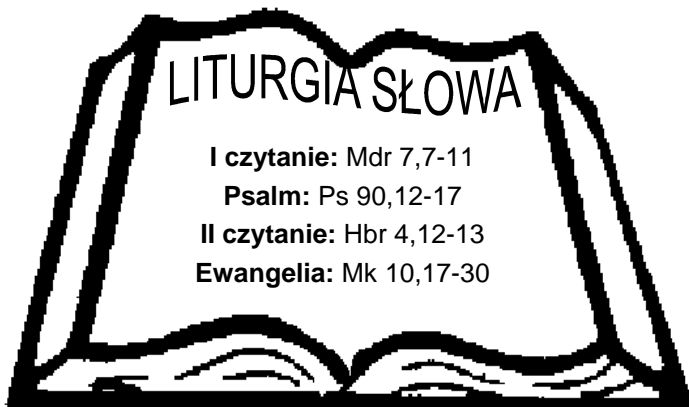 LITURGIA SŁOWA
I czytanie: Mdr 7,7-11
Psalm: Ps 90,12-17
II czytanie: Hbr 4,12-13
Ewangelia: Mk 10,17-30